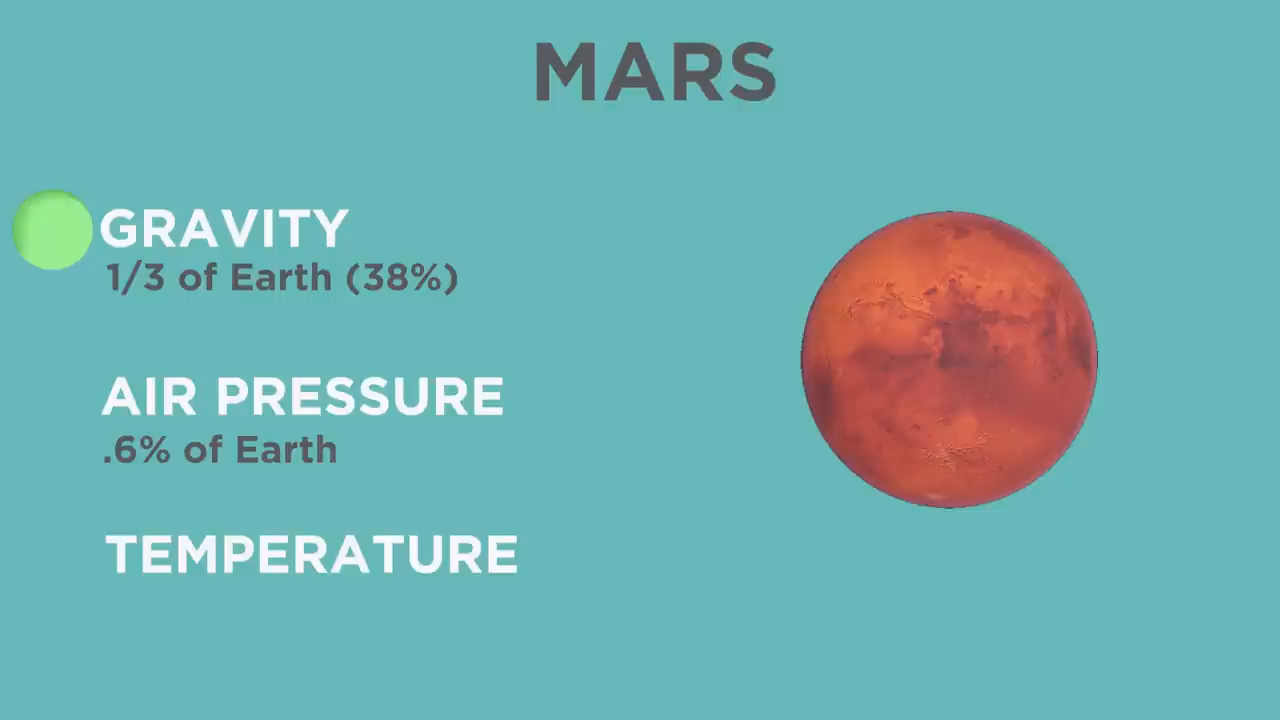 MARS
GRAVITY
1/3 of Earth (38%)
AIR PRESSURE
.6% of Earth
TEMPERATURE